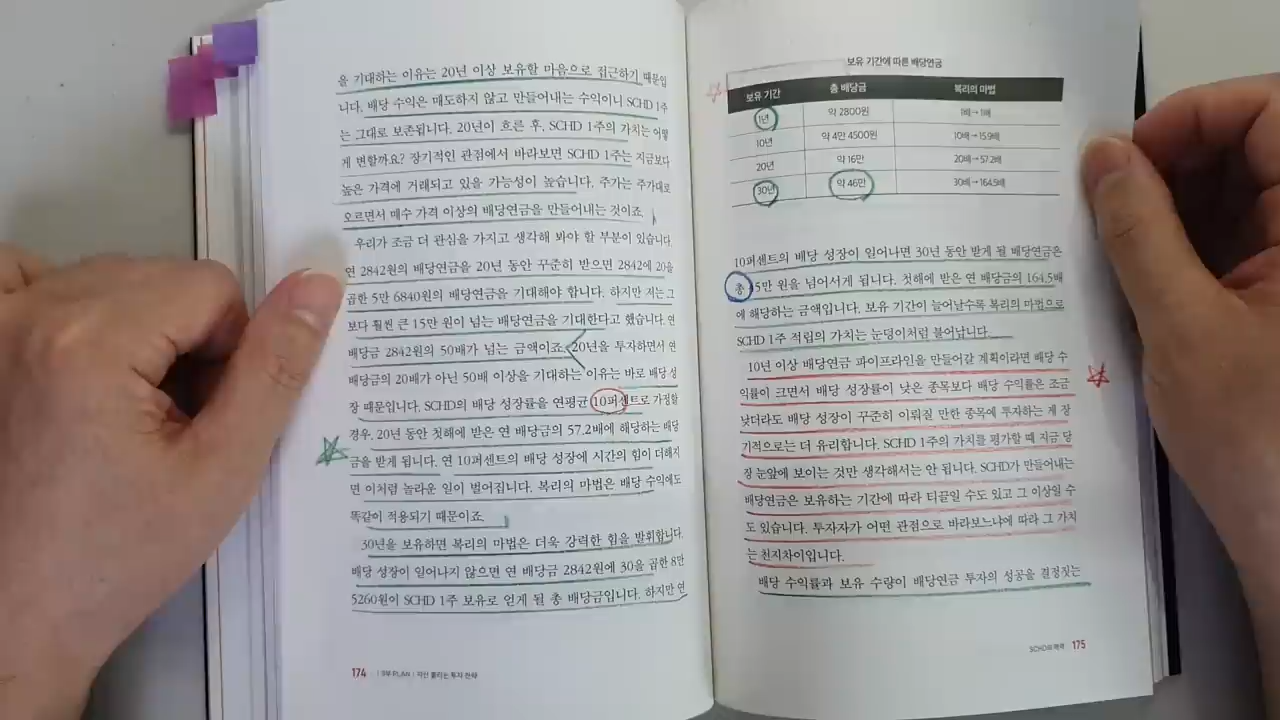 을 기대하는 이유는 20년 이상 보유할 마음으로 접근하기 때문입
니다. 배당 수익은 매도하지 않고 만들어내는 수익이니 SCHD 1주
는 그대로 보존됩니다. 20년이 흐른 후, SCHD 1주의 가치는 어떻
게 변할까요? 장기적인 관점에서 바라보면 SCHD 1주는 지금보다
높은 가격에 거래되고 있을 가능성이 높습니다. 주가는 주가대로
오르면서 매수 가격 이상의 배당연금을 만들어내는 것이죠.
우리가 조금 더 관심을 가지고 생각해 봐야 할 부분이 있습니다.
연 2842원의 배당연금을 20년 동안 꾸준히 받으면 2842에 20을
곱한 5만 6840원의 배당연금을 기대해야 합니다. 하지만 저는 그
보다 훨씬 큰 15만 원이 넘는 배당연금을 기대한다고 했습니다. 연
배당금 2842원의 50배가 넘는 금액이죠. 20년을 투자하면서 연
배당금의 20배가 아닌 50배 이상을 기대하는 이유는 바로 배당 성
장 때문입니다. SCHD의 배당 성장률을 연평균 10퍼센트로 가정할
경우, 20년 동안 첫해에 받은 연 배당금의 57.2배에 해당하는 배당
금을 받게 됩니다. 연 10퍼센트의 배당 성장에 시간의 힘이 더해지
면 이처럼 놀라운 일이 벌어집니다. 복리의 마법은 배당 수익에도
똑같이 적용되기 때문이죠.
30년을 보유하면 복리의 마법은 더욱 강력한 힘을 발휘합니다.
배당 성장이 일어나지 않으면 연 배당금 2842원에 30을 곱한 8만
5260원이 SCHD 1주 보유로 얻게 될 총 배당금입니다. 하지만 연
174 | 5부 PLAN | 자산 불리는 투자 전략
보유 기간에 따른 배당연금
보유 기간 총 배당금 복리의 마법
1년 약 2800원 1배→1배
10년 약 4만 4500원 10배→15.9배
20년 약 16만 20배→57.2배
30년 약 46만 30배→164.5배
10퍼센트의 배당 성장이 일어나면 30년 동안 받게 될 배당연금은
총 45만 원을 넘어서게 됩니다. 첫해에 받은 연 배당금의 164.5배
에 해당하는 금액입니다. 보유 기간이 늘어날수록 복리의 마법으로
SCHD 1주 적립의 가치는 눈덩이처럼 불어납니다.
10년 이상 배당연금 파이프라인을 만들어갈 계획이라면 배당 수
익률이 크면서 배당 성장률이 낮은 종목보다 배당 수익률은 조금
낮더라도 배당 성장이 꾸준히 이뤄질 만한 종목에 투자하는 게 장
기적으로는 더 유리합니다. SCHD 1주의 가치를 평가할 때 지금 당
장 눈앞에 보이는 것만 생각해서는 안 됩니다. SCHD가 만들어내는
배당연금은 보유하는 기간에 따라 티끌일 수도 있고 그 이상일 수
도 있습니다. 투자자가 어떤 관점으로 바라보느냐에 따라 그 가치
는 천지차이입니다.
배당 수익률과 보유 수량이 배당연금 투자의 성공을 결정짓는
SCHD의 매력 175